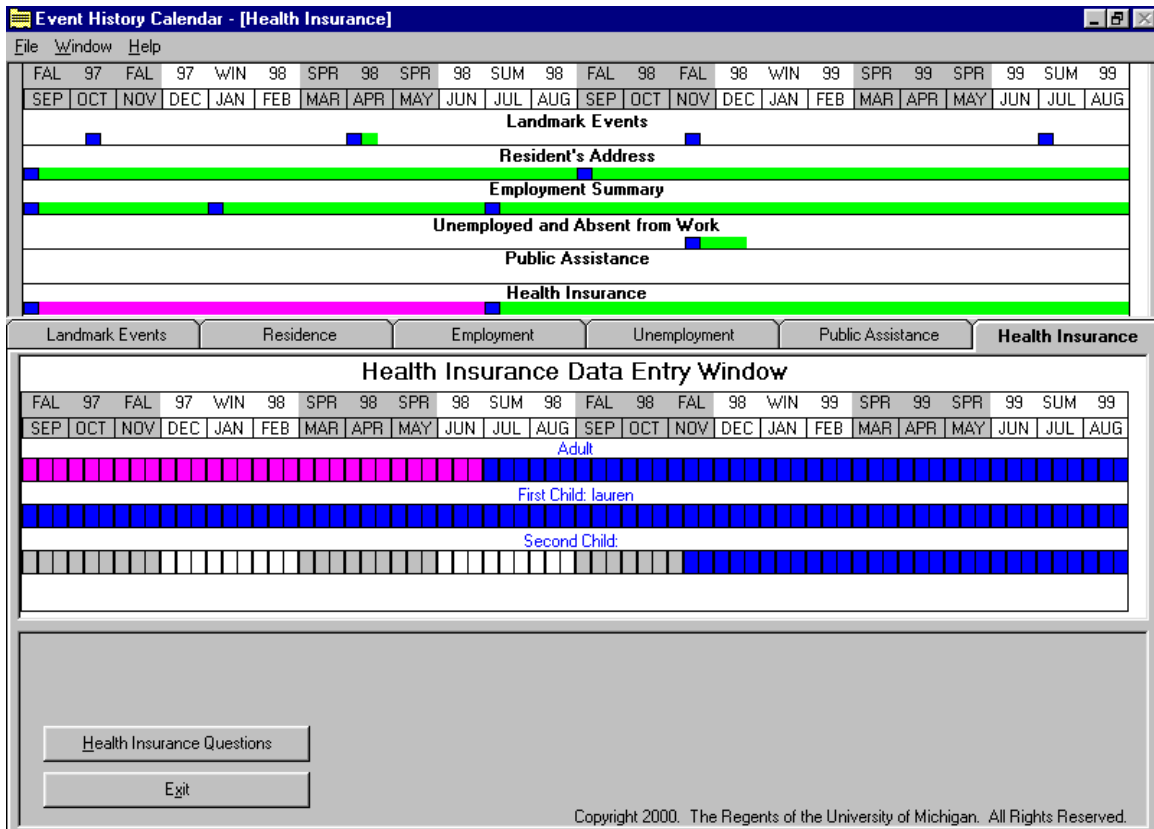 Event History Calendar - [Health Insurance]
File Window Help
FAL 97 FAL 97 WIN 98 SPR 98 SPR 98 SUM 98 FAL 98 FAL 98 WIN 99 SPR 99 SPR 99 SUM 99
SEP OCT NOV DEC JAN FEB MAR APR MAY JUN JUL AUG SEP OCT NOV DEC JAN FEB MAR APR MAY JUN JUL AUG
Landmark Events
Resident's Address
Employment Summary
Unemployed and Absent from Work
Public Assistance
Health Insurance
Landmark Events Residence Employment Unemployment Public Assistance Health Insurance
Health Insurance Data Entry Window
FAL 97 FAL 97 WIN 98 SPR 98 SPR 98 SUM 98 FAL 98 FAL 98 WIN 99 SPR 99 SPR 99 SUM 99
SEP OCT NOV DEC JAN FEB MAR APR MAY JUN JUL AUG SEP OCT NOV DEC JAN FEB MAR APR MAY JUN JUL AUG
Adult
First Child: lauren
Second Child:
Health Insurance Questions
Exit
Copyright 2000. The Regents of the University of Michigan. All Rights Reserved.